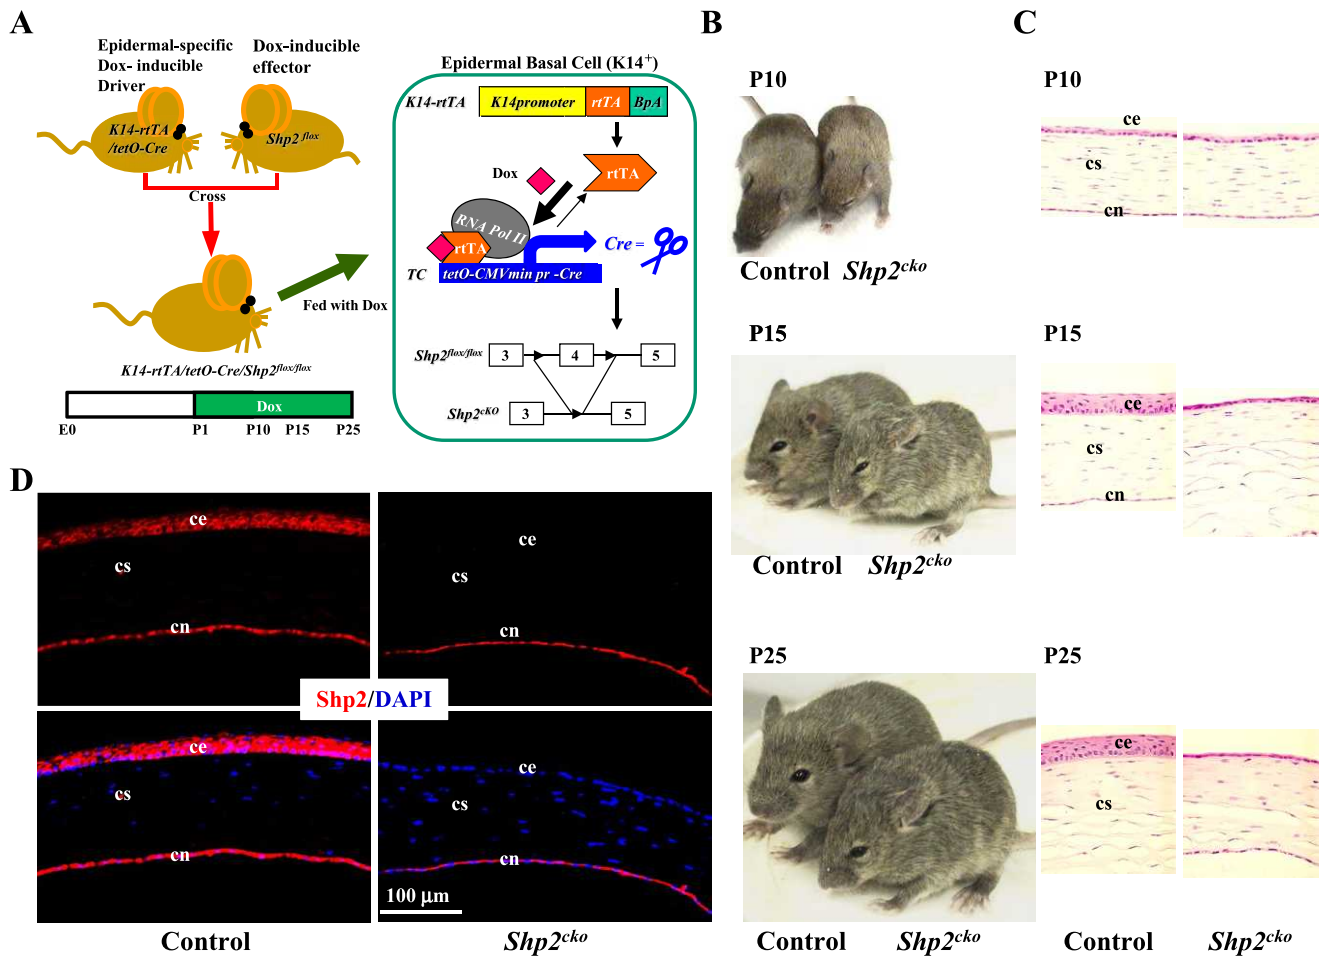 A
Epidermal-specific
Dox- inducible
Driver
Dox-inducible
effector
K14-rtTA
/tetO-Cre
Shp2 flox
Cross
Fed with Dox
K14-rtTA/tetO-Cre/Shp2flox/flox
Dox
E0 P1 P10 P15 P25
Epidermal Basal Cell (K14+)
K14-rtTA K14promoter rtTA BpA
Dox rtTA
RNA Pol II
rtTA
Cre =
TC tetO-CMVmin pr -Cre
Shp2flox/flox 3 4 5
Shp2cKO 3 5
B
P10
Control Shp2cko
P15
Control Shp2cko
P25
Control Shp2cko
C
P10
ce
cs
cn
P15
ce
cs
cn
P25
ce
cs
Control Shp2cko
D
ce
cs
cn
ce
cs
cn
Shp2/DAPI
ce
cs
cn
ce
cs
cn
100 μm
Control Shp2cko